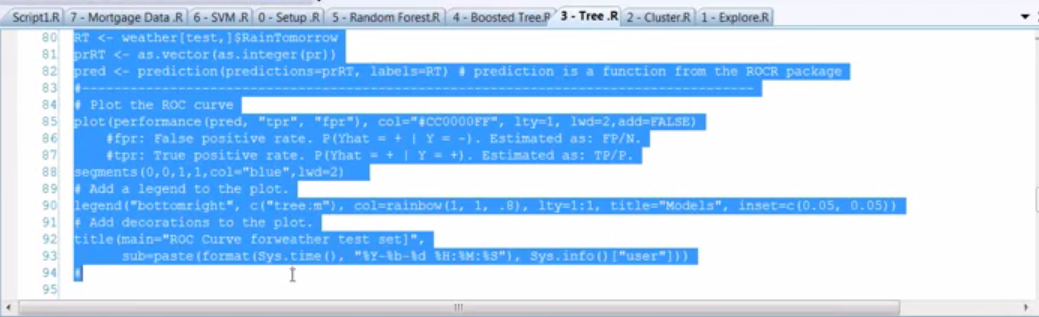 Script1.R 7 - Mortgage Data .R 6 - SVM .R 0 - Setup .R 5 - Random Forest.R 4 - Boosted Tree.R 3 - Tree .R 2 - Cluster.R 1 - Explore.R
80 RT <- weather[test,]$RainTomorrow
81 prRT <- as.vector(as.integer(pr))
82 pred <- prediction(predictions=prRT, labels=RT) # prediction is a function from the ROCR package
83 #--------------------------------------------------------------------------------
84 # Plot the ROC curve
85 plot(performance(pred, "tpr", "fpr"), col="#CC0000FF", lty=1, lwd=2,add=FALSE)
86 #fpr: False positive rate. P(Yhat = + | Y = -). Estimated as: FP/N.
87 #tpr: True positive rate. P(Yhat = + | Y = +). Estimated as: TP/P.
88 segments(0,0,1,1,col="blue",lwd=2)
89 # Add a legend to the plot.
90 legend("bottomright", c("tree.m"), col=rainbow(1, 1, .8), lty=1:1, title="Models", inset=c(0.05, 0.05))
91 # Add decorations to the plot.
92 title(main="ROC Curve forweather test set]",
93 sub=paste(format(Sys.time(), "%Y-%b-%d %H:%M:%S"), Sys.info()["user"]))
94 #
95